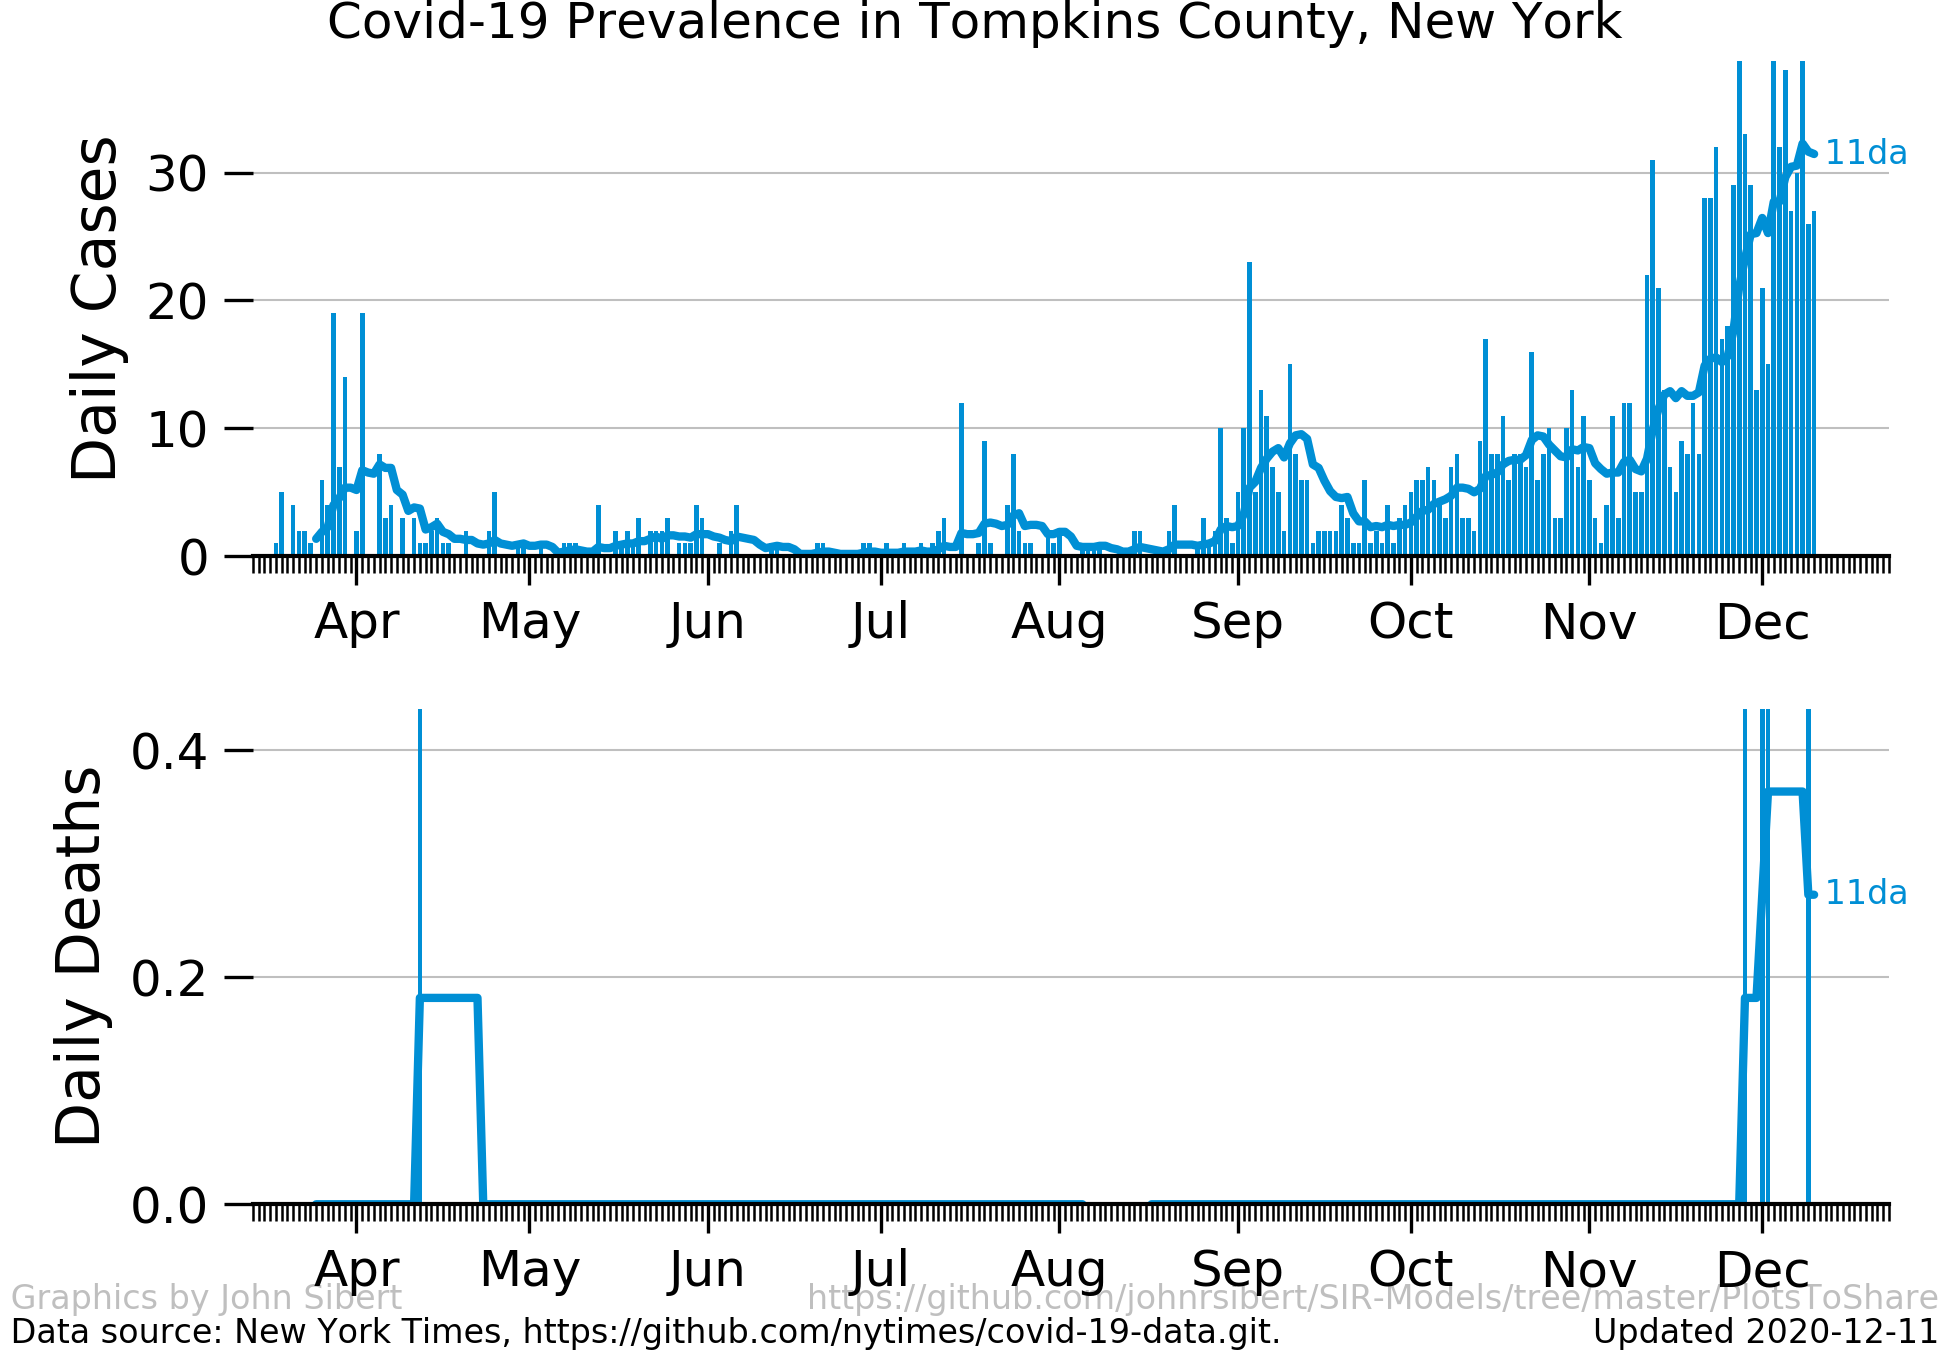 Covid-19 Prevalence in Tompkins County, New York
Daily Cases
30
20
10
0
11da
Apr May Jun Jul Aug Sep Oct Nov Dec
Daily Deaths
0.4
0.2
0.0
11da
Apr May Jun Jul Aug Sep Oct Nov Dec
Graphics by John Sibert https://github.com/johnrsibert/SIR-Models/tree/master/PlotsToShare
Data source: New York Times, https://github.com/nytimes/covid-19-data.git. Updated 2020-12-11